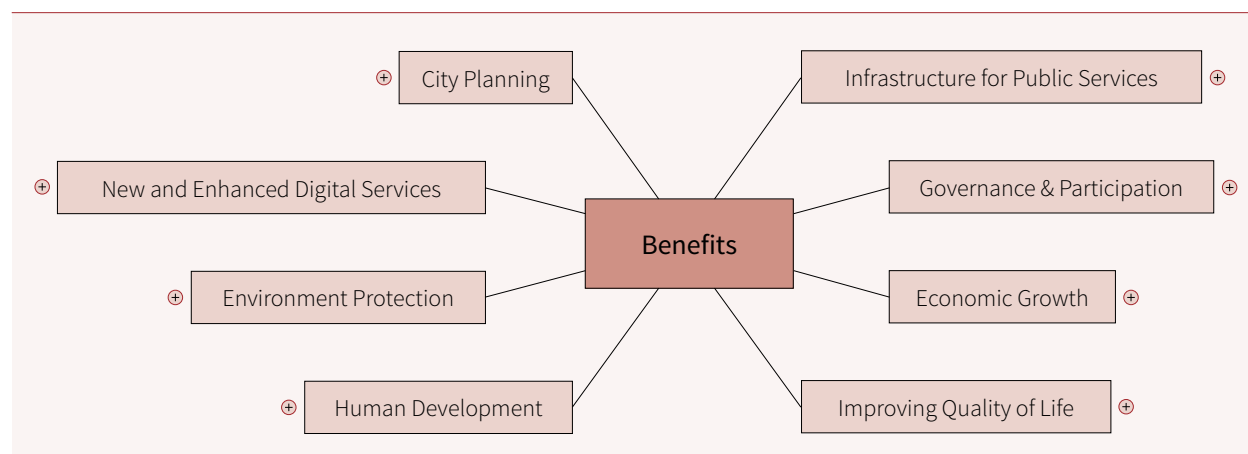 City Planning
Infrastructure for Public Services
New and Enhanced Digital Services
Governance & Participation
Benefits
Environment Protection
Economic Growth
Human Development
Improving Quality of Life